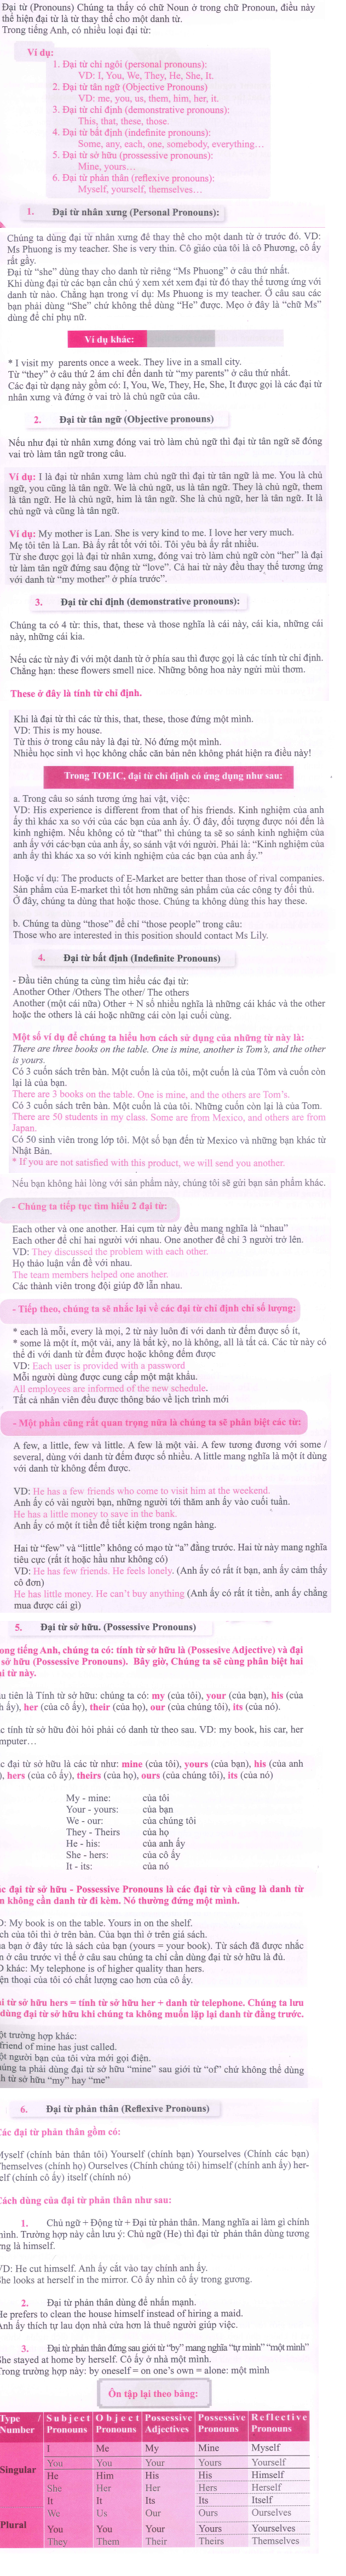 Đại từ (Pronouns) Chúng ta thấy có chữ Noun ở trong chữ Pronoun, điều này
thể hiện đại từ là từ thay thế cho một danh từ.
Trong tiếng Anh, có nhiều loại đại từ:
Ví dụ:
1. Đại từ chỉ ngôi (personal pronouns):
VD: I, You, We, They, He, She, It.
2. Đại từ tân ngữ (Objective Pronouns)
VD: me, you, us, them, him, her, it.
3. Đại từ chỉ định (demonstrative pronouns):
This, that, these, those.
4. Đại từ bất định (indefinite pronouns):
Some, any, each, one, somebody, everything…
5. Đại từ sở hữu (prossessive pronouns):
Mine, yours…
6. Đại từ phản thân (reflexive pronouns):
Myself, yourself, themselves…
1. Đại từ nhân xưng (Personal Pronouns):
Chúng ta dùng đại từ nhân xưng để thay thế cho một danh từ ở trước đó. VD:
Ms Phuong is my teacher. She is very thin. Cô giáo của tôi là cô Phương, cô ấy
rất gầy.
Đại từ “she” dùng thay cho danh từ riêng “Ms Phuong” ở câu thứ nhất.
Khi dùng đại từ các bạn cần chú ý xem xét xem đại từ đó thay thế tương ứng với
danh từ nào. Chẳng hạn trong ví dụ: Ms Phuong is my teacher. Ở câu sau các
bạn phải dùng “She” chứ không thể dùng “He” được. Mẹo ở đây là “chữ Ms”
dùng để chỉ phụ nữ.
Ví dụ khác:
* I visit my parents once a week. They live in a small city.
Từ “they” ở câu thứ 2 ám chỉ đến danh từ “my parents” ở câu thứ nhất.
Các đại từ dạng này gồm có: I, You, We, They, He, She, It được gọi là các đại từ
nhân xưng và đứng ở vai trò là chủ ngữ của câu.
2. Đại từ tân ngữ (Objective pronouns)
Nếu như đại từ nhân xưng đóng vai trò làm chủ ngữ thì đại từ tân ngữ sẽ đóng
vai trò làm tân ngữ trong câu.
Ví dụ: I là đại từ nhân xưng làm chủ ngữ thì đại từ tân ngữ là me. You là chủ
ngữ, you cũng là tân ngữ. We là chủ ngữ, us là tân ngữ. They là chủ ngữ, them
là tân ngữ. He là chủ ngữ, him là tân ngữ. She là chủ ngữ, her là tân ngữ. It là
chủ ngữ và cũng là tân ngữ.
Ví dụ: My mother is Lan. She is very kind to me. I love her very much.
Mẹ tôi tên là Lan. Bà ấy rất tốt với tôi. Tôi yêu bà ấy rất nhiều.
Từ she được gọi là đại từ nhân xưng, đóng vai trò làm chủ ngữ còn “her” là đại
từ làm tân ngữ đứng sau động từ “love”. Cả hai từ này đều thay thế tương ứng
với danh từ “my mother” ở phía trước”.
3. Đại từ chỉ định (demonstrative pronouns):
Chúng ta có 4 từ: this, that, these và those nghĩa là cái này, cái kia, những cái
này, những cái kia.
Nếu các từ này đi với một danh từ ở phía sau thì được gọi là các tính từ chỉ định.
Chẳng hạn: these flowers smell nice. Những bông hoa này ngửi mùi thơm.
These ở đây là tính từ chỉ định.
Khi là đại từ thì các từ this, that, these, those đứng một mình.
VD: This is my house.
Từ this ở trong câu này là đại từ. Nó đứng một mình.
Nhiều học sinh vì học không chắc căn bản nên không phát hiện ra điều này!
Trong TOEIC, đại từ chỉ định có ứng dụng như sau:
a. Trong câu so sánh tương ứng hai vật, việc:
VD: His experience is different from that of his friends. Kinh nghiệm của anh
ấy thì khác xa so với của các bạn của anh ấy. Ở đây, đối tượng được nói đến là
kinh nghiệm. Nếu không có từ “that” thì chúng ta sẽ so sánh kinh nghiệm của
anh ấy với các bạn của anh ấy, so sánh vật với người. Phải là: “Kinh nghiệm của
anh ấy thì khác xa so với kinh nghiệm của các bạn của anh ấy.”
Hoặc ví dụ: The products of E-Market are better than those of rival companies.
Sản phẩm của E-market thì tốt hơn những sản phẩm của các công ty đối thủ.
Ở đây, chúng ta dùng that hoặc those. Chúng ta không dùng this hay these.
b. Chúng ta dùng “those” để chỉ “those people” trong câu:
Those who are interested in this position should contact Ms Lily.
4. Đại từ bất định (Indefinite Pronouns)
- Đầu tiên chúng ta cùng tìm hiểu các đại từ:
Another Other /Others The other/ The others
Another (một cái nữa) Other + N số nhiều nghĩa là những cái khác và the other
hoặc the others là cái hoặc những cái còn lại cuối cùng.
Một số ví dụ để chúng ta hiểu hơn cách sử dụng của những từ này là:
There are three books on the table. One is mine, another is Tom’s, and the other
is yours.
Có 3 cuốn sách trên bàn. Một cuốn là của tôi, một cuốn là của Tôm và cuốn còn
lại là của bạn.
There are 3 books on the table. One is mine, and the others are Tom’s.
Có 3 cuốn sách trên bàn. Một cuốn là của tôi. Những cuốn còn lại là của Tom.
There are 50 students in my class. Some are from Mexico, and others are from
Japan.
Có 50 sinh viên trong lớp tôi. Một số bạn đến từ Mexico và những bạn khác từ
Nhật Bản.
* If you are not satisfied with this product, we will send you another.
Nếu bạn không hài lòng với sản phẩm này, chúng tôi sẽ gửi bạn sản phẩm khác.
- Chúng ta tiếp tục tìm hiểu 2 đại từ:
Each other và one another. Hai cụm từ này đều mang nghĩa là “nhau”
Each other để chỉ hai người với nhau. One another để chỉ 3 người trở lên.
VD: They discussed the problem with each other.
Họ thảo luận vấn đề với nhau.
The team members helped one another.
Các thành viên trong đội giúp đỡ lẫn nhau.
- Tiếp theo, chúng ta sẽ nhắc lại về các đại từ chỉ định chỉ số lượng:
* each là mỗi, every là mọi, 2 từ này luôn đi với danh từ đếm được số ít,
* some là một ít, một vài, any là bất kỳ, no là không, all là tất cả. Các từ này có
thể đi với danh từ đếm được hoặc không đếm được
VD: Each user is provided with a password
Mỗi người dùng được cung cấp một mật khẩu.
All employees are informed of the new schedule.
Tất cả nhân viên đều được thông báo về lịch trình mới
- Một phần cũng rất quan trọng nữa là chúng ta sẽ phân biệt các từ:
A few, a little, few và little. A few là một vài. A few tương đương với some /
several, dùng với danh từ đếm được số nhiều. A little mang nghĩa là một ít dùng
với danh từ không đếm được.
VD: He has a few friends who come to visit him at the weekend.
Anh ấy có vài người bạn, những người tới thăm anh ấy vào cuối tuần.
He has a little money to save in the bank.
Anh ấy có một ít tiền để tiết kiệm trong ngân hàng.
Hai từ “few” và “little” không có mạo từ “a” đằng trước. Hai từ này mang nghĩa
tiêu cực (rất ít hoặc hầu như không có)
VD: He has few friends. He feels lonely. (Anh ấy có rất ít bạn, anh ấy cảm thấy
cô đơn)
He has little money. He can’t buy anything (Anh ấy có rất ít tiền, anh ấy chẳng
mua được cái gì)
5. Đại từ sở hữu. (Possessive Pronouns)
ong tiếng Anh, chúng ta có: tính từ sở hữu là (Possesive Adjective) và đại
sở hữu (Possessive Pronouns). Bây giờ, Chúng ta sẽ cùng phân biệt hai
ại từ này.
u tiên là Tính từ sở hữu: chúng ta có: my (của tôi), your (của bạn), his (của
h ấy), her (của cô ấy), their (của họ), our (của chúng tôi), its (của nó).
c tính từ sở hữu đòi hỏi phải có danh từ theo sau. VD: my book, his car, her
mputer…
c đại từ sở hữu là các từ như: mine (của tôi), yours (của bạn), his (của anh
), hers (của cô ấy), theirs (của họ), ours (của chúng tôi), its (của nó)
My - mine: của tôi
Your - yours: của bạn
We - our: của chúng tôi
They - Theirs của họ
He - his: của anh ấy
She - hers: của cô ấy
It - its: của nó
ác đại từ sở hữu - Possessive Pronouns là các đại từ và cũng là danh từ
n không cần danh từ đi kèm. Nó thường đứng một mình.
D: My book is on the table. Yours in on the shelf.
ch của tôi thì ở trên bàn. Của bạn thì ở trên giá sách.
ủa bạn ở đây tức là sách của bạn (yours = your book). Từ sách đã được nhắc
n ở câu trước vì thế ở câu sau chúng ta chỉ cần dùng đại từ sở hữu là đủ.
D khác: My telephone is of higher quality than hers.
iện thoại của tôi có chất lượng cao hơn của cô ấy.
ại từ sở hữu hers = tính từ sở hữu her + danh từ telephone. Chúng ta lưu
dùng đại từ sở hữu khi chúng ta không muốn lặp lại danh từ đằng trước.
ột trường hợp khác:
friend of mine has just called.
ột người bạn của tôi vừa mới gọi điện.
húng ta phải dùng đại từ sở hữu “mine” sau giới từ “of” chứ không thể dùng
h từ sở hữu “my” hay “me”
6. Đại từ phản thân (Reflexive Pronouns)
Các đại từ phản thân gồm có:
Myself (chính bản thân tôi) Yourself (chính bạn) Yourselves (Chính các bạn)
Themselves (chính họ) Ourselves (Chính chúng tôi) himself (chính anh ấy) her-
elf (chính cô ấy) itself (chính nó)
Cách dùng của đại từ phản thân như sau:
1. Chủ ngữ + Động từ + Đại từ phản thân. Mang nghĩa ai làm gì chính
mình. Trường hợp này cần lưu ý: Chủ ngữ (He) thì đại từ phản thân dùng tương
ứng là himself.
VD: He cut himself. Anh ấy cắt vào tay chính anh ấy.
She looks at herself in the mirror. Cô ấy nhìn cô ấy trong gương.
2. Đại từ phản thân dùng để nhấn mạnh.
He prefers to clean the house himself instead of hiring a maid.
Anh ấy thích tự lau dọn nhà cửa hơn là thuê người giúp việc.
3. Đại từ phản thân đứng sau giới từ “by” mang nghĩa “tự mình” “một mình”
She stayed at home by herself. Cô ấy ở nhà một mình.
Trong trường hợp này: by oneself = on one’s own = alone: một mình
Ôn tập lại theo bảng:
Type / Subject Object Possessive Possessive Reflective
Number Pronouns Pronouns Adjectives Pronouns Pronouns
I Me My Mine Myself
You You Your Yours Yourself
Singular He Him His His Himself
She Her Her Hers Herself
It It Its Its Itself
We Us Our Ours Ourselves
Plural You You Your Yours Yourselves
They Them Their Theirs Themselves